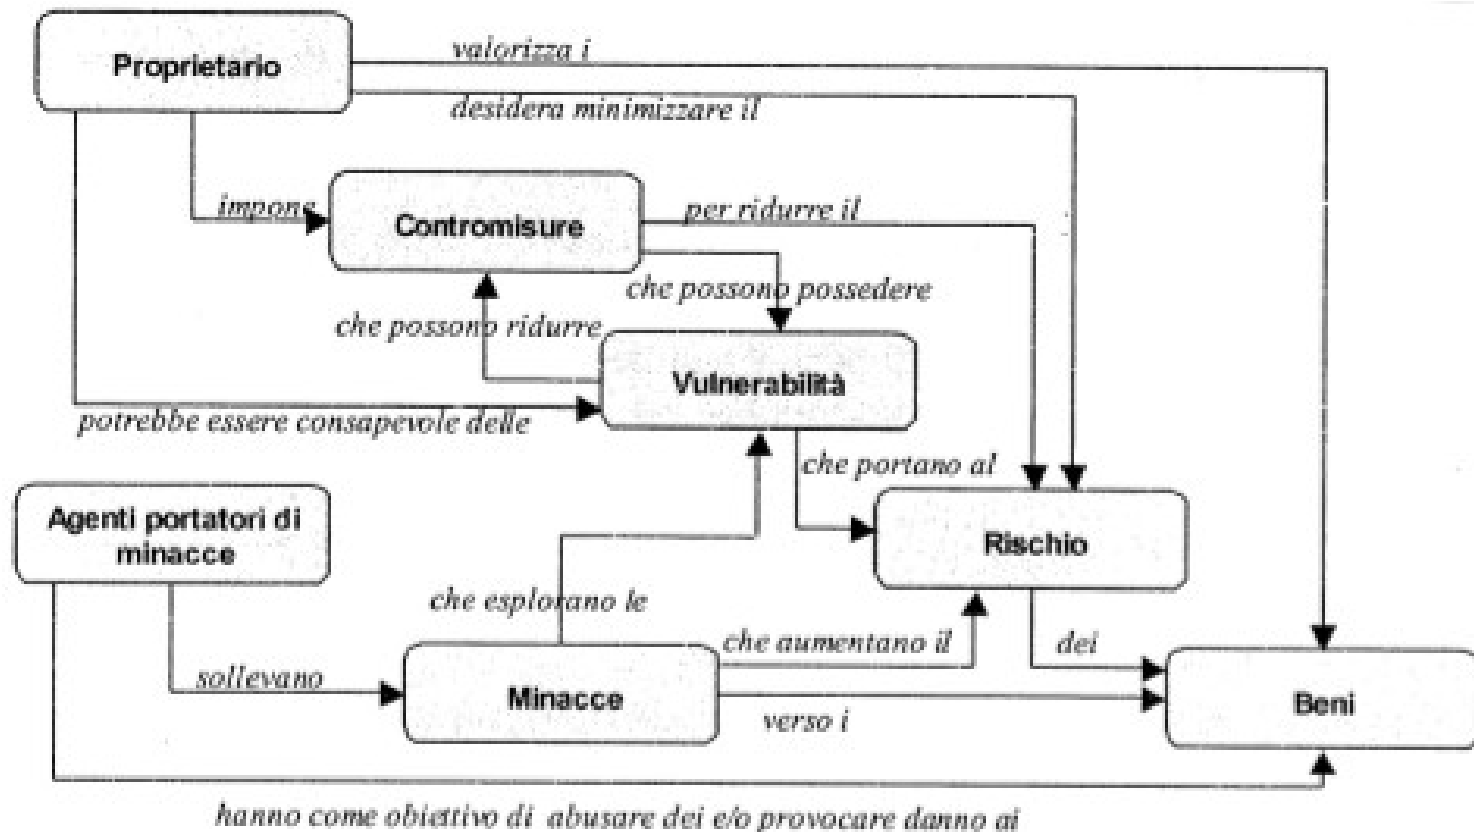 valorizza i
Proprietario
desidera minimizzare il
impone
Contromisure
per ridurre il
che possono possedere
che possono ridurre
Vulnerabilità
potrebbe essere consapevole delle
che portano al
Agenti portatori di
minacce
Rischio
che esplorano le
che aumentano il
dei
sollevano
Minacce
verso i
Beni
hanno come obiettivo di abusare dei e/o provocare danno ai